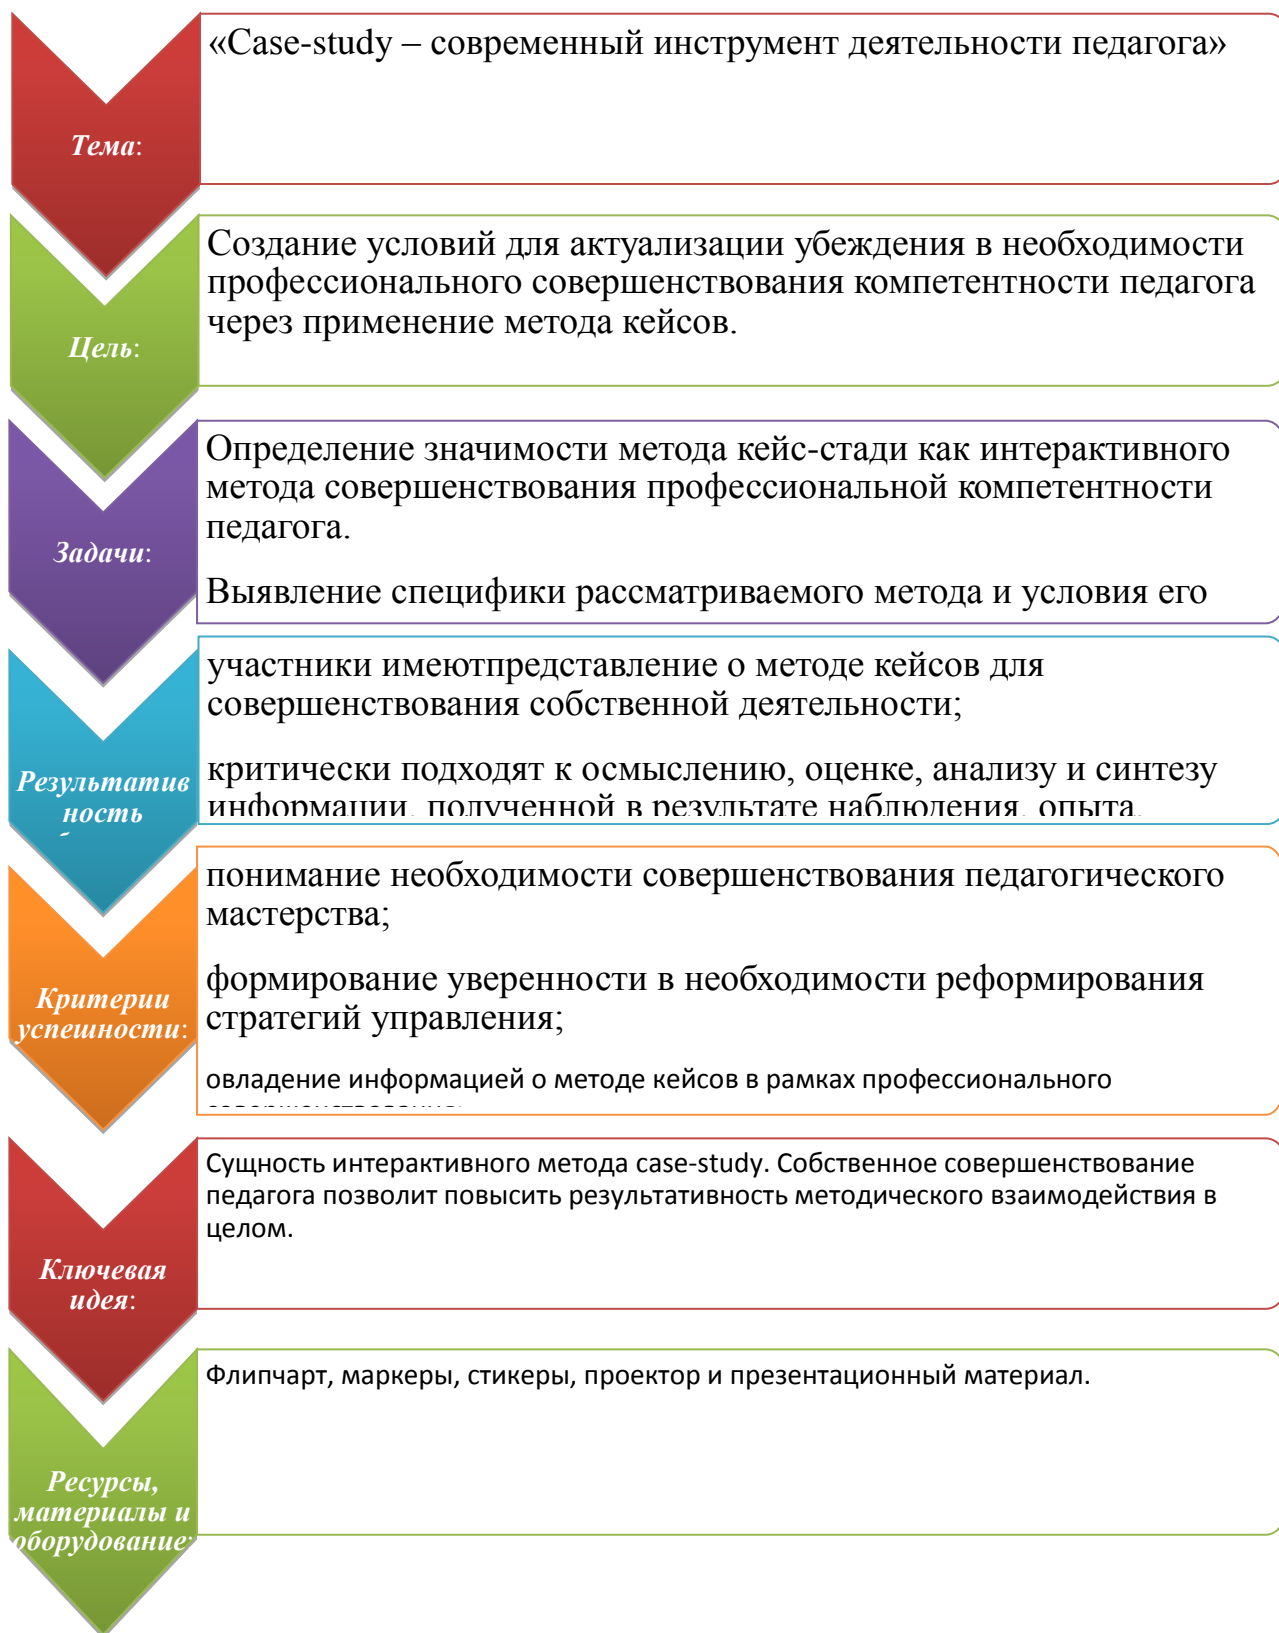 «Case-study – современный инструмент деятельности педагога»
Тема:
Создание условий для актуализации убеждения в необходимости
профессионального совершенствования компетентности педагога
через применение метода кейсов.
Цель:
Определение значимости метода кейс-стади как интерактивного
метода совершенствования профессиональной компетентности
педагога.
Выявление специфики рассматриваемого метода и условия его
Задачи:
участники имеютпредставление о методе кейсов для
совершенствования собственной деятельности;
критически подходят к осмыслению, оценке, анализу и синтезу
информации, полученной в результате наблюдения, опыта,
Результатив
ность
понимание необходимости совершенствования педагогического
мастерства;
формирование уверенности в необходимости реформирования
стратегий управления;
овладение информацией о методе кейсов в рамках профессионального
Критерии
успешности:
Сущность интерактивного метода case-study. Собственное совершенствование
педагога позволит повысить результативность методического взаимодействия в
целом.
Ключевая
идея:
Флипчарт, маркеры, стикеры, проектор и презентационный материал.
Ресурсы,
материалы и
оборудование: